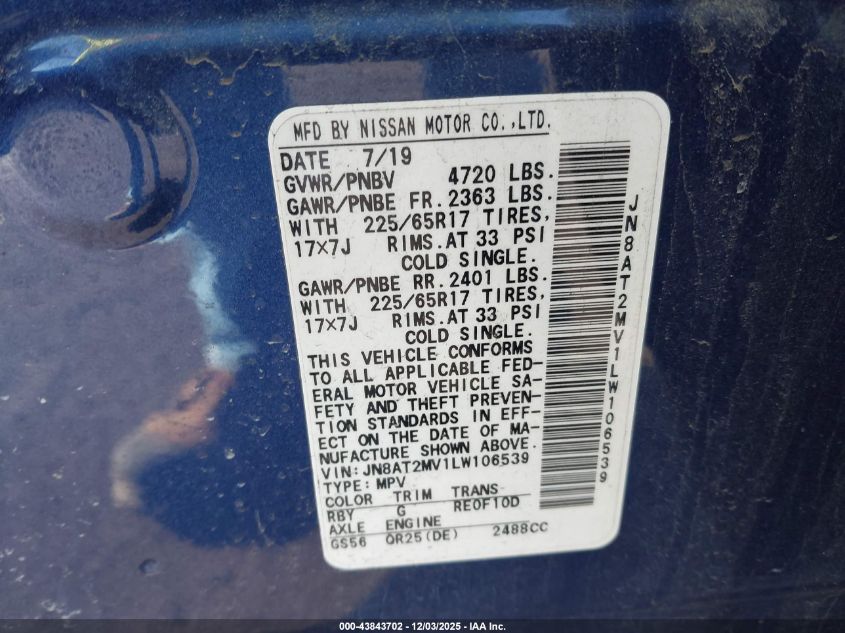 MFD BY NISSAN MOTOR CO.,LTD.
DATE 7/19
GVWR/PNBV 4720 LBS.
GAWR/PNBE FR. 2363 LBS.
WITH 225/65R17 TIRES,
17×7J RIMS.AT 33 PSI
COLD SINGLE.
GAWR/PNBE RR. 2401 LBS.
WITH 225/65R17 TIRES,
17×7J RIMS.AT 33 PSI
COLD SINGLE.
THIS VEHICLE CONFORMS
TO ALL APPLICABLE FED-
ERAL MOTOR VEHICLE SA-
FETY AND THEFT PREVEN-
TION STANDARDS IN EFF-
ECT ON THE DATE OF MA-
NUFACTURE SHOWN ABOVE.
VIN: JN8AT2MV1LW106539
TYPE: MPV
COLOR TRIM TRANS
RBY G RE0F10D
AXLE ENGINE
GS56 QR25(DE) 2488CC
JN8AT2MV1LW106539
000-43843702 - 12/03/2025 - IAA Inc.